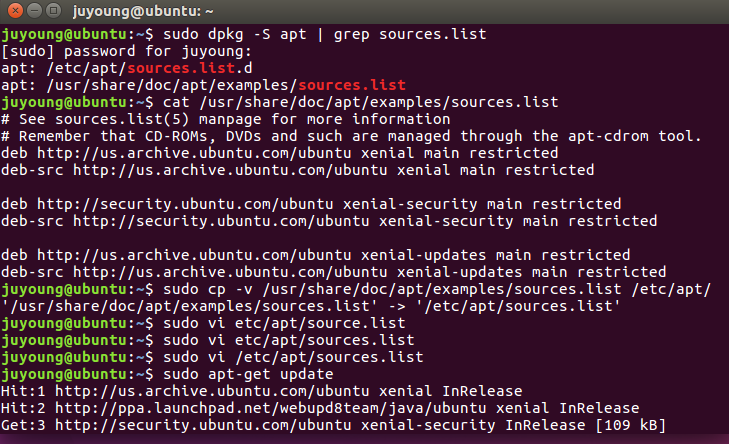 juyoung@ubuntu: ~
juyoung@ubuntu:~$ sudo dpkg -S apt | grep sources.list
[sudo] password for juyoung:
apt: /etc/apt/sources.list.d
apt: /usr/share/doc/apt/examples/sources.list
juyoung@ubuntu:~$ cat /usr/share/doc/apt/examples/sources.list
# See sources.list(5) manpage for more information
# Remember that CD-ROMs, DVDs and such are managed through the apt-cdrom tool.
deb http://us.archive.ubuntu.com/ubuntu xenial main restricted
deb-src http://us.archive.ubuntu.com/ubuntu xenial main restricted

deb http://security.ubuntu.com/ubuntu xenial-security main restricted
deb-src http://security.ubuntu.com/ubuntu xenial-security main restricted

deb http://us.archive.ubuntu.com/ubuntu xenial-updates main restricted
deb-src http://us.archive.ubuntu.com/ubuntu xenial-updates main restricted
juyoung@ubuntu:~$ sudo cp -v /usr/share/doc/apt/examples/sources.list /etc/apt/
'/usr/share/doc/apt/examples/sources.list' -> '/etc/apt/sources.list'
juyoung@ubuntu:~$ sudo vi etc/apt/source.list
juyoung@ubuntu:~$ sudo vi etc/apt/sources.list
juyoung@ubuntu:~$ sudo vi /etc/apt/sources.list
juyoung@ubuntu:~$ sudo apt-get update
Hit:1 http://us.archive.ubuntu.com/ubuntu xenial InRelease
Hit:2 http://ppa.launchpad.net/webupd8team/java/ubuntu xenial InRelease
Get:3 http://security.ubuntu.com/ubuntu xenial-security InRelease [109 kB]